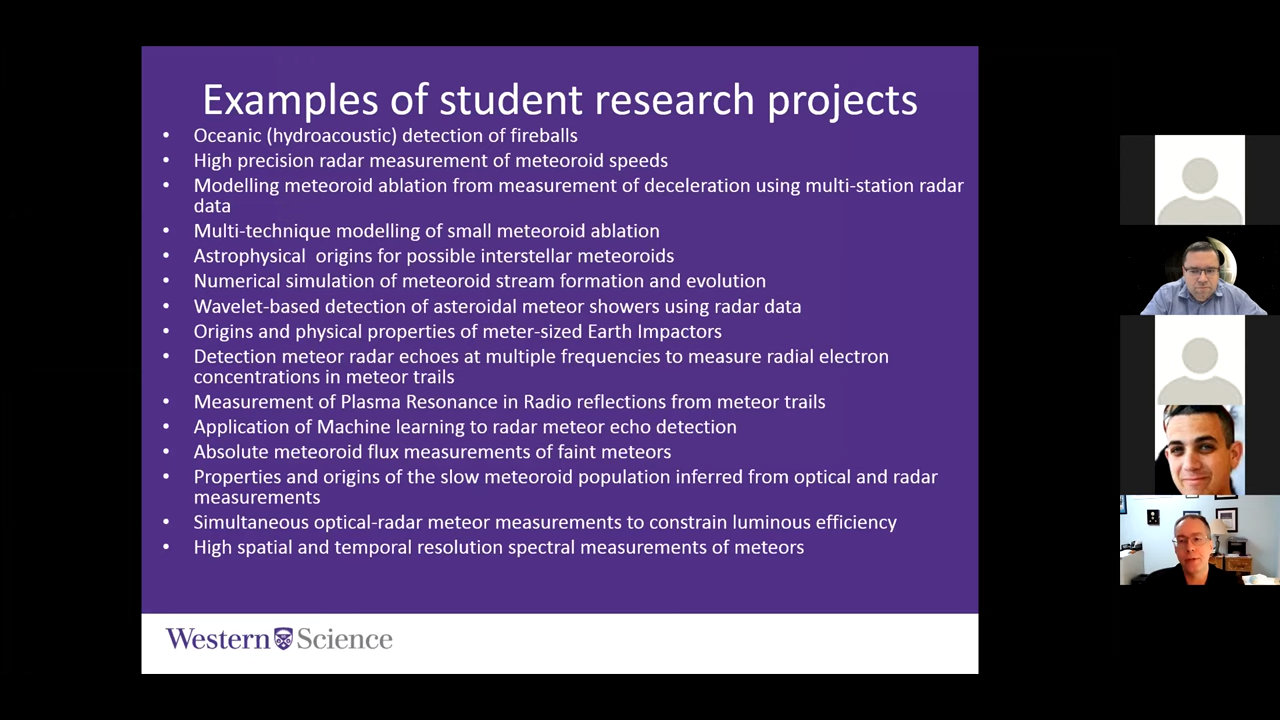 Examples of student research projects
• Oceanic (hydroacoustic) detection of fireballs
• High precision radar measurement of meteoroid speeds
• Modelling meteoroid ablation from measurement of deceleration using multi-station radar
data
• Multi-technique modelling of small meteoroid ablation
• Astrophysical  origins for possible interstellar meteoroids
• Numerical simulation of meteoroid stream formation and evolution
• Wavelet-based detection of asteroidal meteor showers using radar data
• Origins and physical properties of meter-sized Earth Impactors
• Detection meteor radar echoes at multiple frequencies to measure radial electron
concentrations in meteor trails
• Measurement of Plasma Resonance in Radio reflections from meteor trails
• Application of Machine learning to radar meteor echo detection
• Absolute meteoroid flux measurements of faint meteors
• Properties and origins of the slow meteoroid population inferred from optical and radar
measurements
• Simultaneous optical-radar meteor measurements to constrain luminous efficiency
• High spatial and temporal resolution spectral measurements of meteors
Western Science